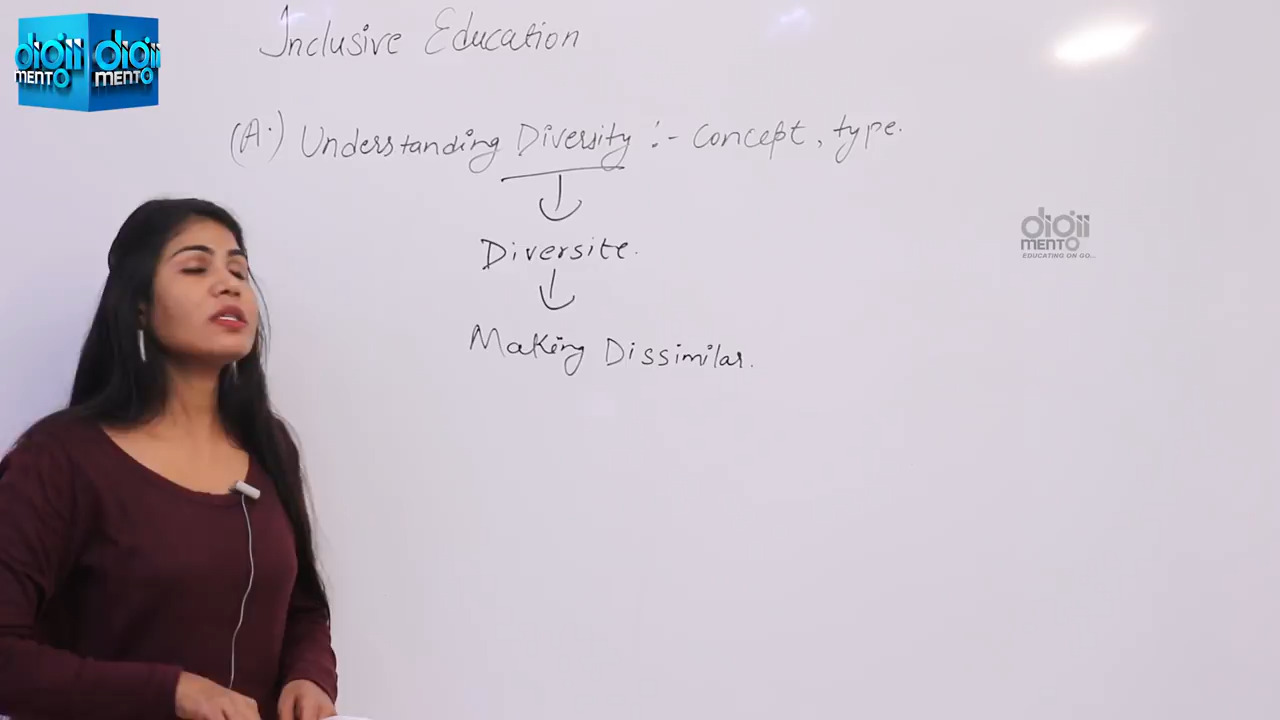 digii digii
MENTO MENTO
Inclusive Education
(A.) Understanding Diversity :- Concept, type.
Diversite.
Making Dissimilar.
digii
MENTO
EDUCATING ON GO...